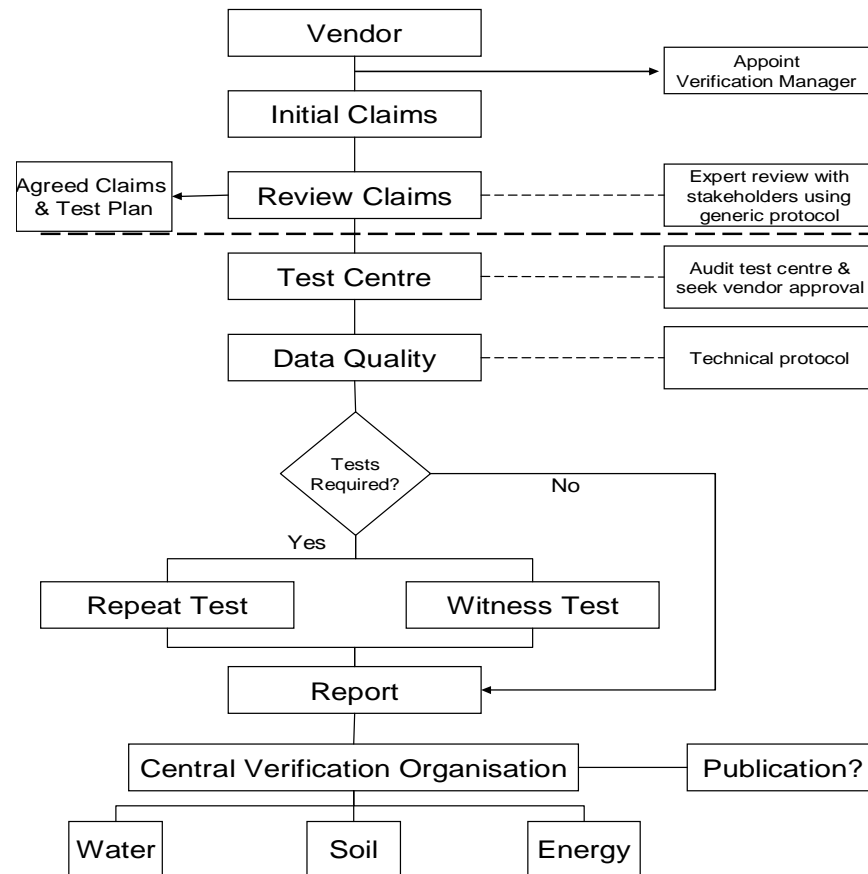 Vendor
Appoint
Verification Manager
Initial Claims
Agreed Claims
& Test Plan
Review Claims
Expert review with
stakeholders using
generic protocol
Test Centre
Audit test centre &
seek vendor approval
Data Quality
Technical protocol
Tests
Required?
No
Yes
Repeat Test
Witness Test
Report
Central Verification Organisation
Publication?
Water
Soil
Energy